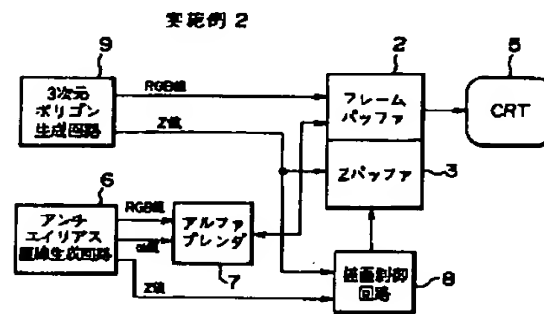 実施例2
9
2
5
3次元
ポリゴン
生成回路
RGB値
Z値
フレーム
バッファ
CRT
Zバッファ
3
6
アンチ
エイリアス
直線生成回路
RGB値
α値
Z値
アルファ
ブレンダ
7
描画制御
回路
8